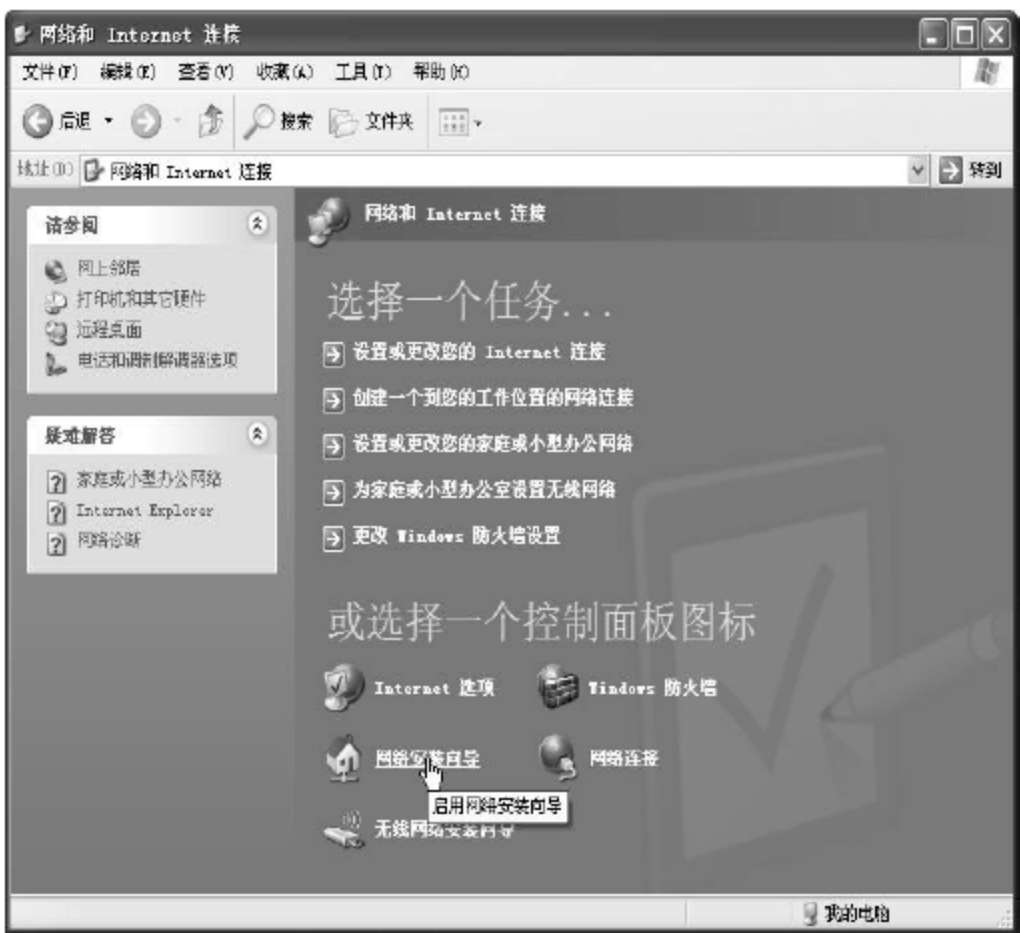 网络和 Internet 连接
文件(F) 编辑(E) 查看(V) 收藏(A) 工具(T) 帮助(H)
后退 搜索 文件夹
地址(D) 网络和 Internet 连接 转到
请参阅
网上邻居
打印机和其它硬件
远程桌面
电话和调制解调器选项
疑难解答
家庭或小型办公网络
Internet Explorer
网络诊断
网络和 Internet 连接
选择一个任务...
设置或更改您的 Internet 连接
创建一个到您的工作位置的网络连接
设置或更改您的家庭或小型办公网络
为家庭或小型办公室设置无线网络
更改 Windows 防火墙设置
或选择一个控制面板图标
Internet 选项 Windows 防火墙
网络安装向导 网络连接
启用网络安装向导
无线网络安装向导
我的电脑